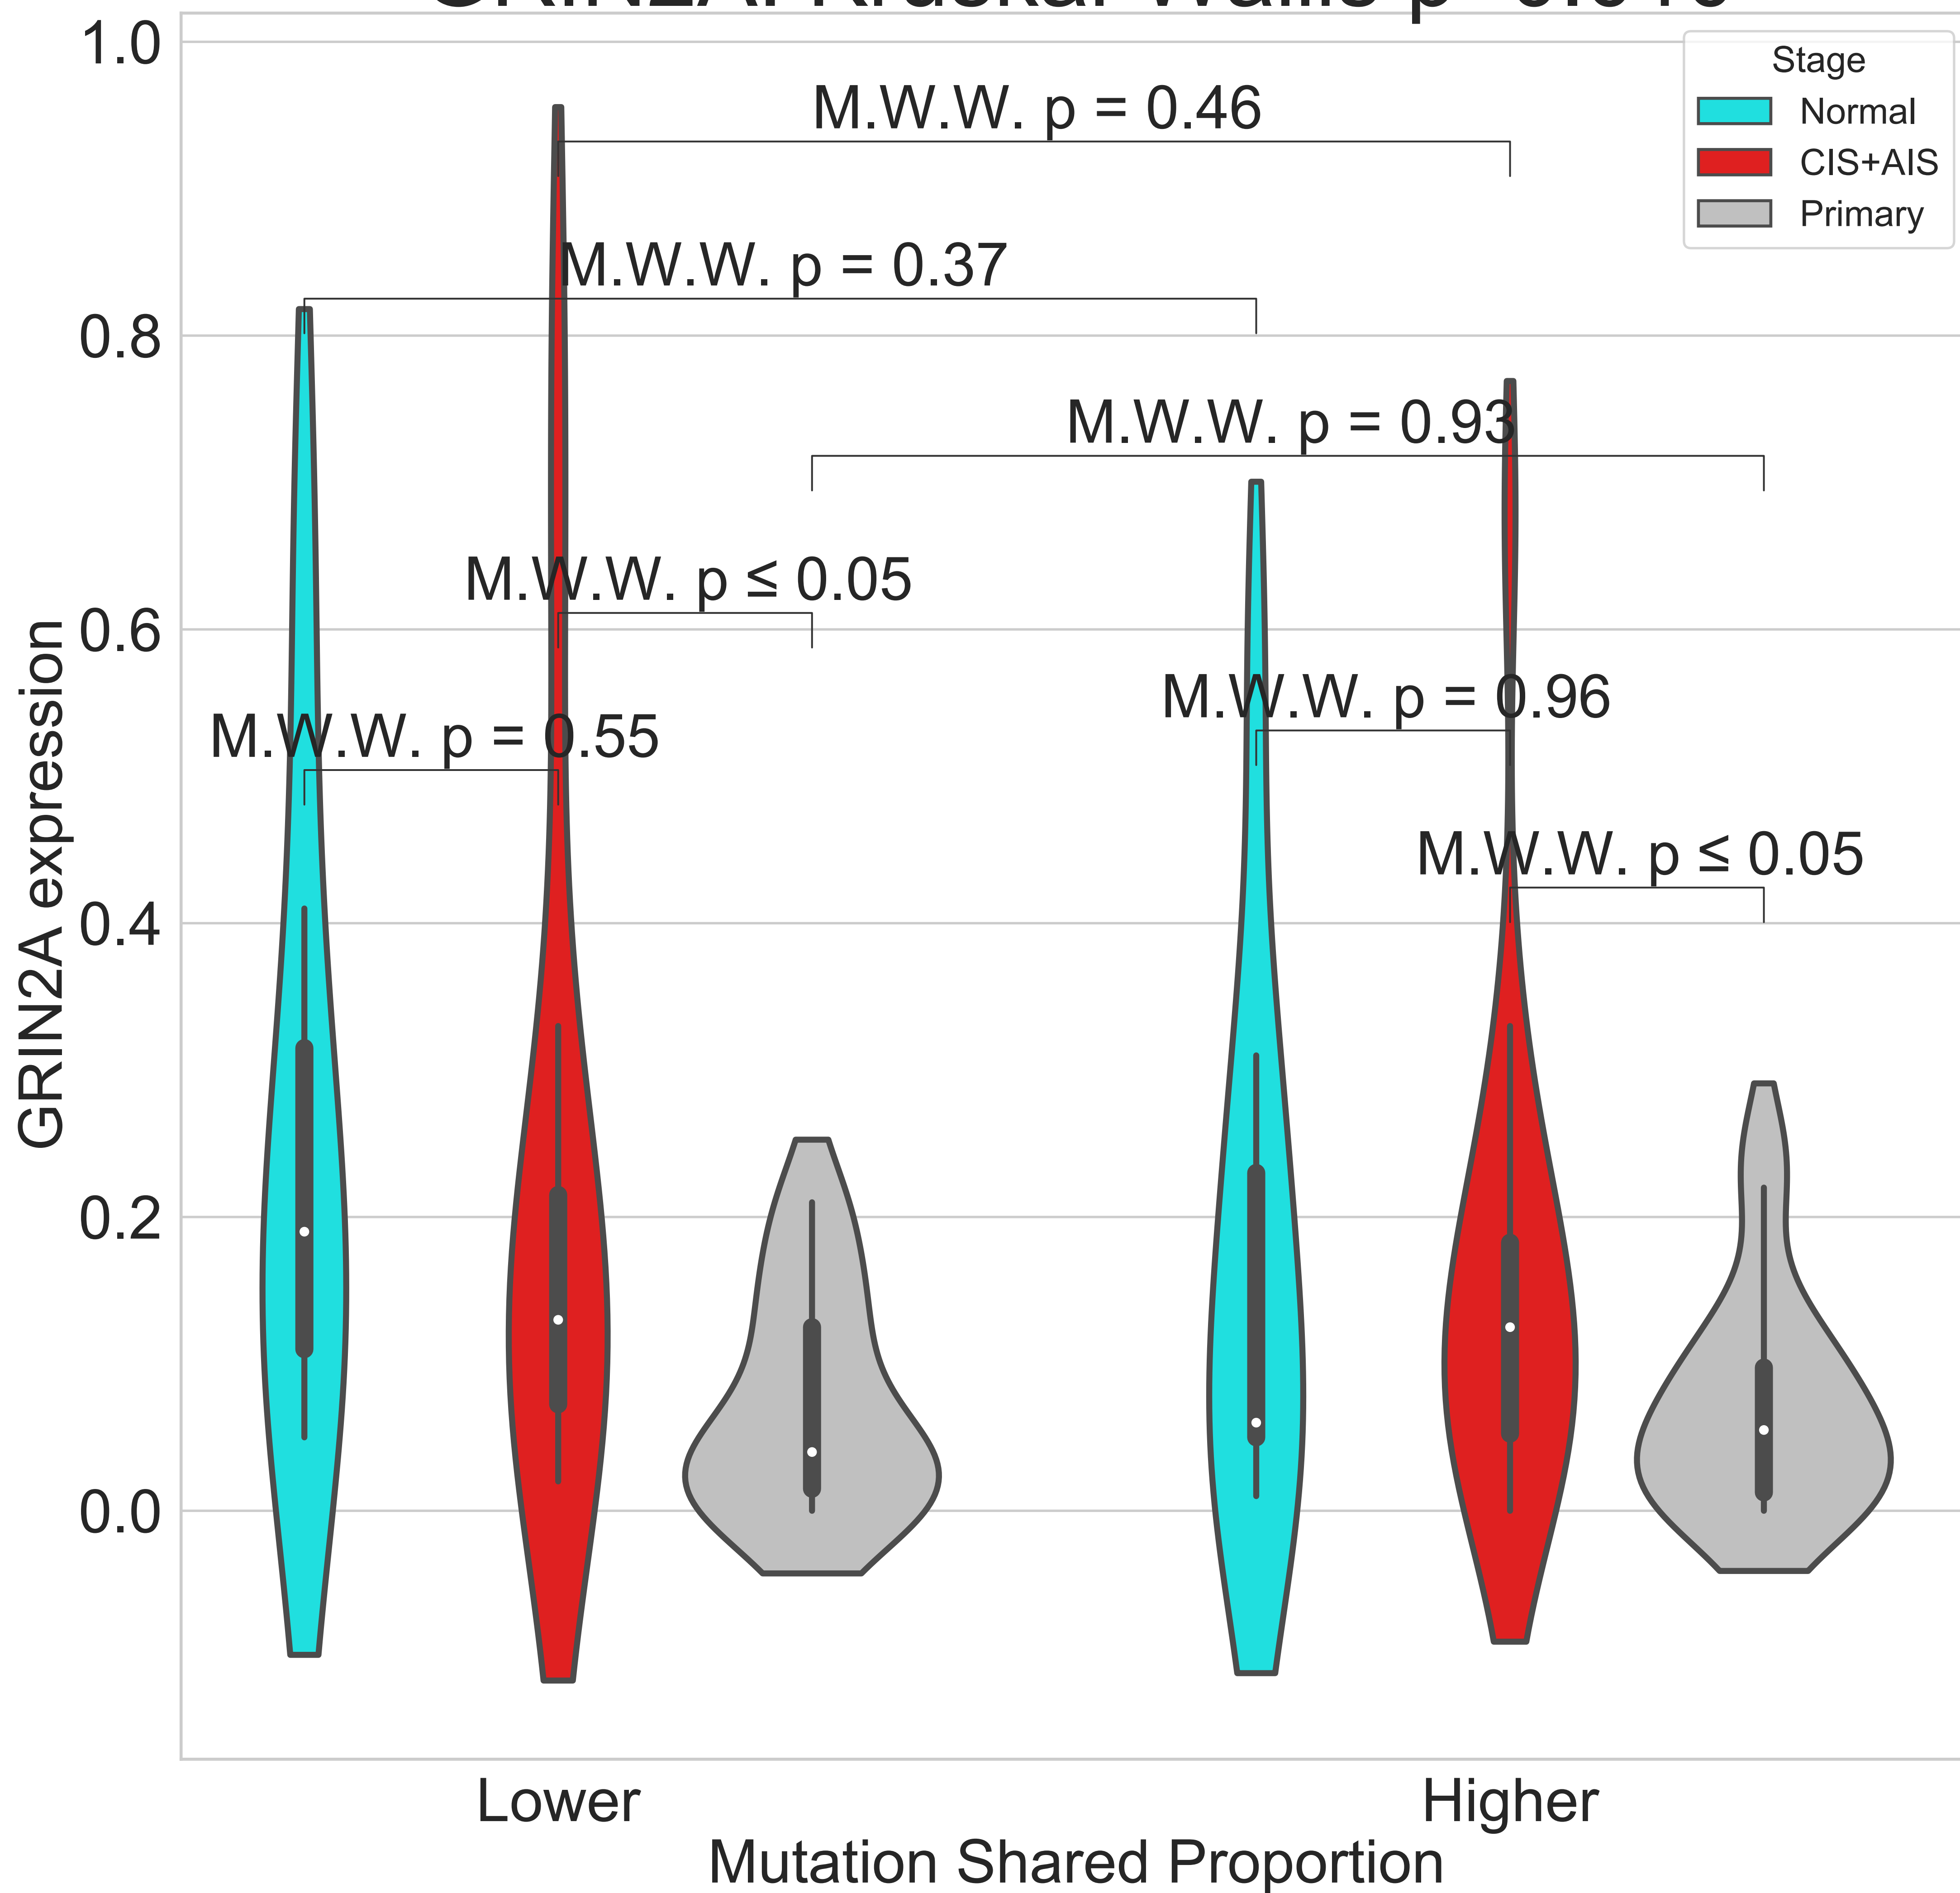 1.0
Stage
Normal
CIS+AIS
Primary
M.W.W. p = 0.46
M.W.W. p = 0.37
0.8
M.W.W. p = 0.93
M.W.W. p ≤ 0.05
0.6
M.W.W. p = 0.96
M.W.W. p = 0.55
M.W.W. p ≤ 0.05
0.4
0.2
0.0
GRIN2A expression
Lower
Higher
Mutation Shared Proportion